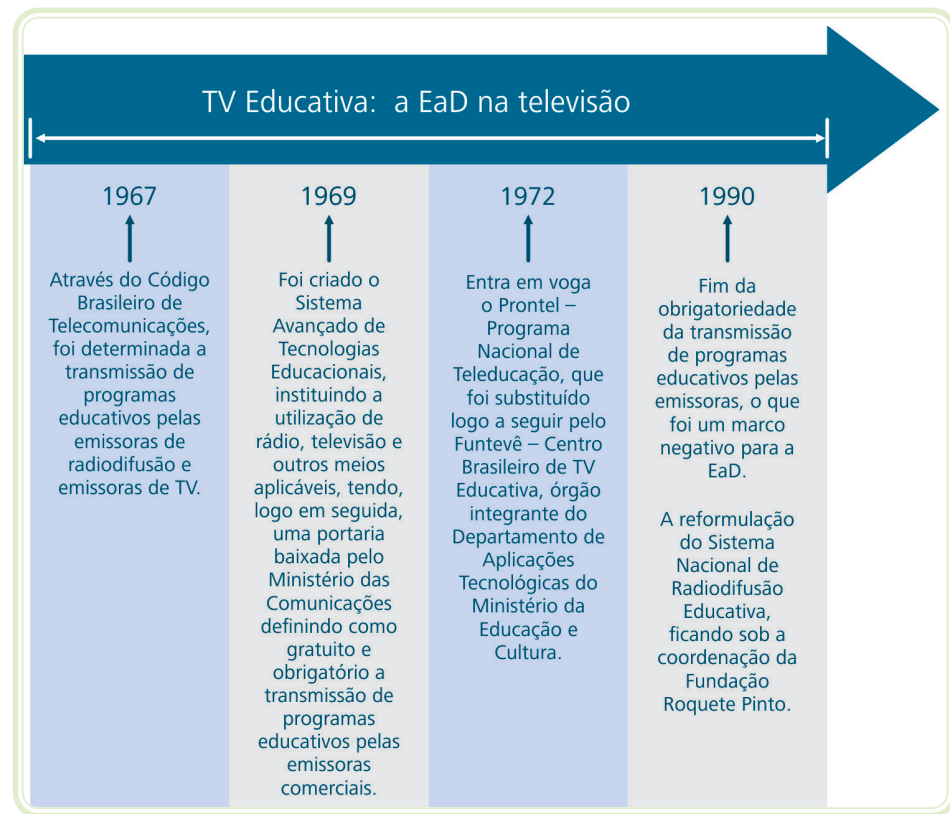 TV Educativa: a EaD na televisão
1967
Através do Código
Brasileiro de
Telecomunicações,
foi determinada a
transmissão de
programas
educativos pelas
emissoras de
radiodifusão e
emissoras de TV.
1969
Foi criado o
Sistema
Avançado de
Tecnologias
Educacionais,
instituindo a
utilização de
rádio, televisão e
outros meios
aplicáveis, tendo,
logo em seguida,
uma portaria
baixada pelo
Ministério das
Comunicações
definindo como
gratuito e
obrigatório a
transmissão de
programas
educativos pelas
emissoras
comerciais.
1972
Entra em voga
o Prontel –
Programa
Nacional de
Teleducação, que
foi substituído
logo a seguir pelo
Funtevê – Centro
Brasileiro de TV
Educativa, órgão
integrante do
Departamento de
Aplicações
Tecnológicas do
Ministério da
Educação e
Cultura.
1990
Fim da
obrigatoriedade
da transmissão
de programas
educativos pelas
emissoras, o que
foi um marco
negativo para a
EaD.
A reformulação
do Sistema
Nacional de
Radiodifusão
Educativa,
ficando sob a
coordenação da
Fundação
Roquete Pinto.